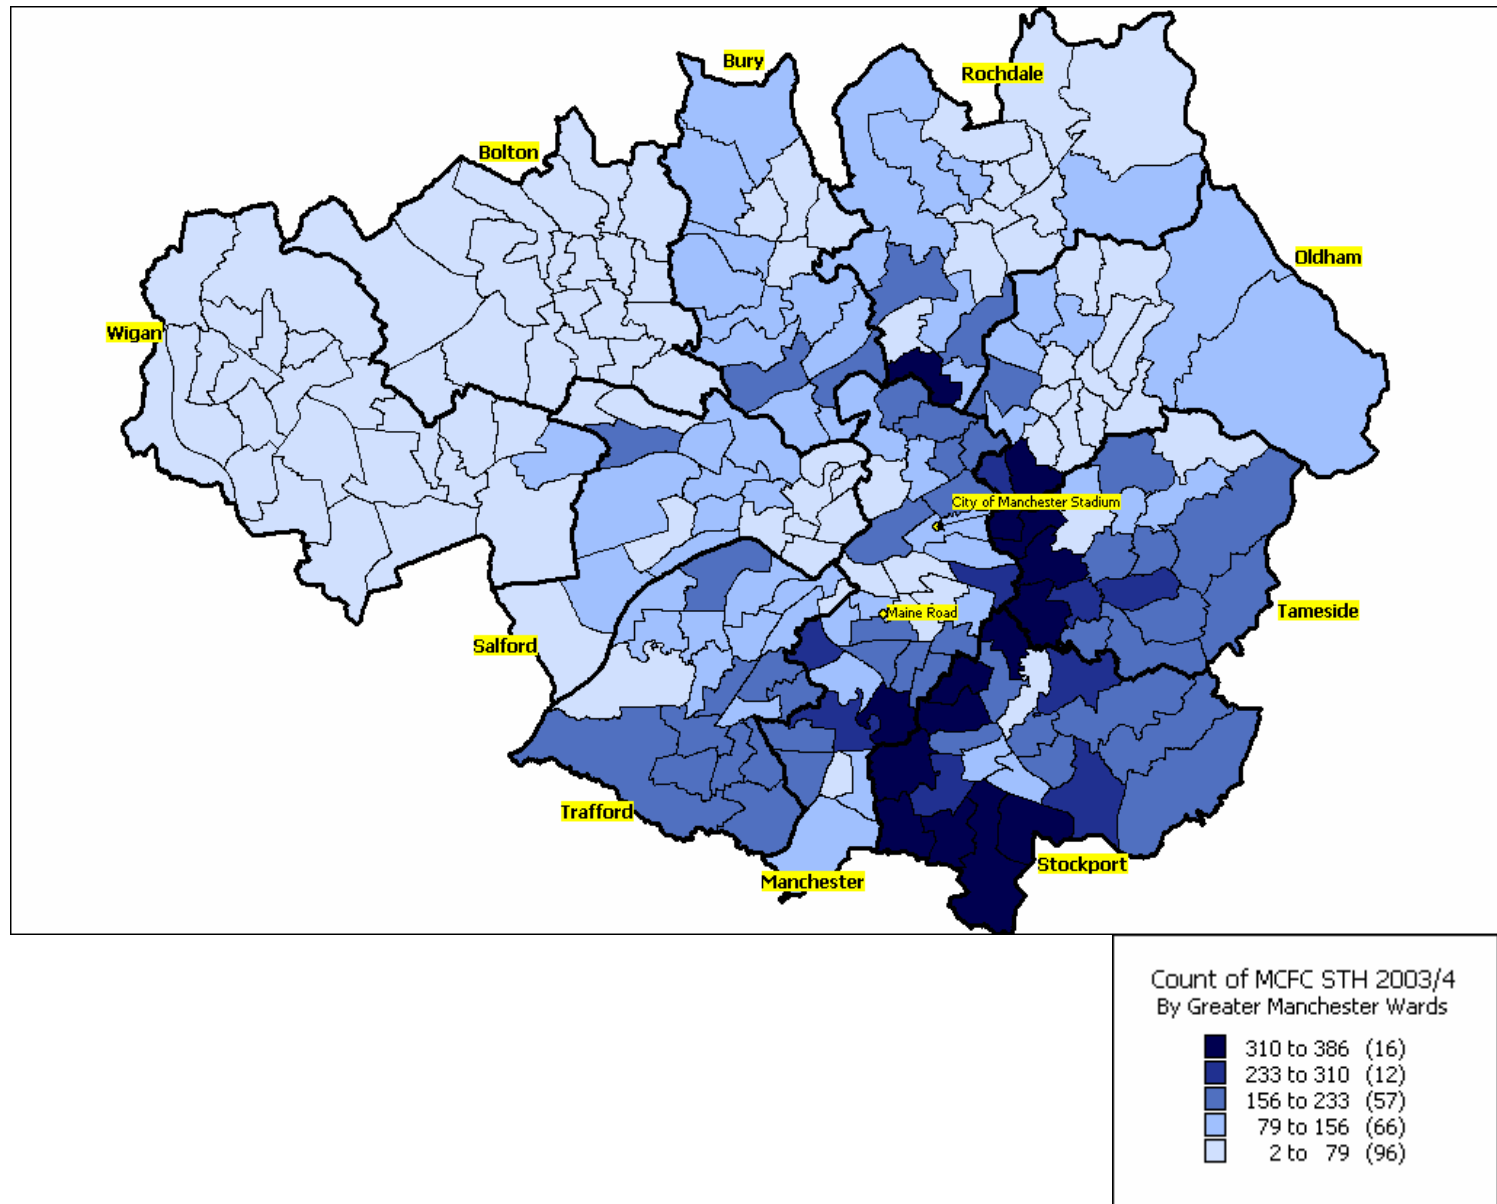 Bury
Rochdale
Bolton
Oldham
Wigan
City of Manchester Stadium
Maine Road
Tameside
Salford
Trafford
Stockport
Manchester
Count of MCFC STH 2003/4
By Greater Manchester Wards
310 to 386 (16)
233 to 310 (12)
156 to 233 (57)
79 to 156 (66)
2 to 79 (96)